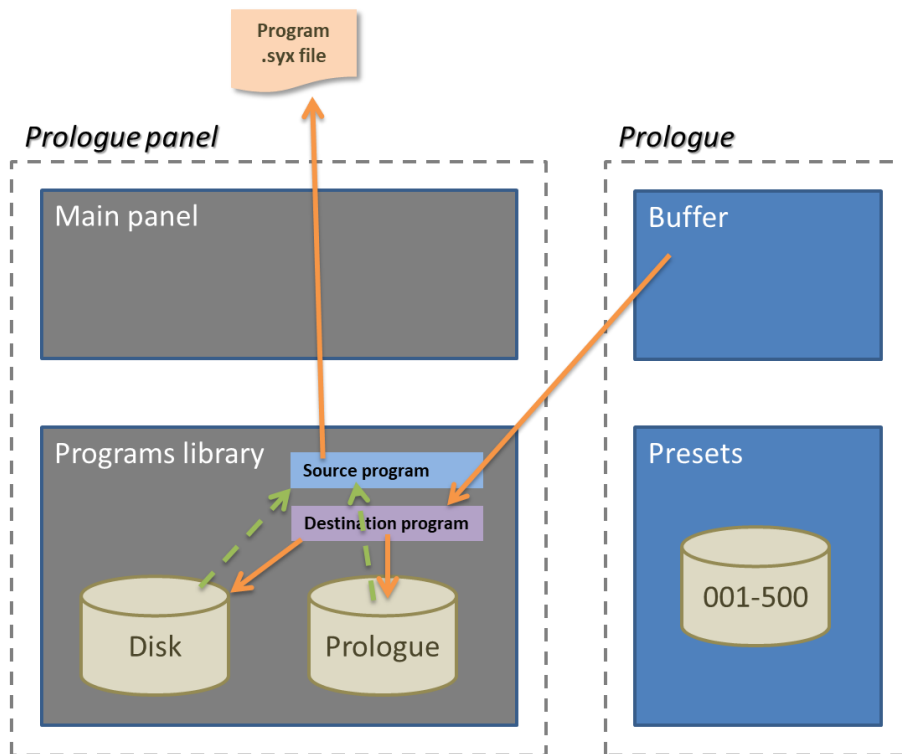 Program
.syx file
Prologue panel
Prologue
Main panel
Buffer
Programs library
Source program
Destination program
Disk
Prologue
Presets
001-500